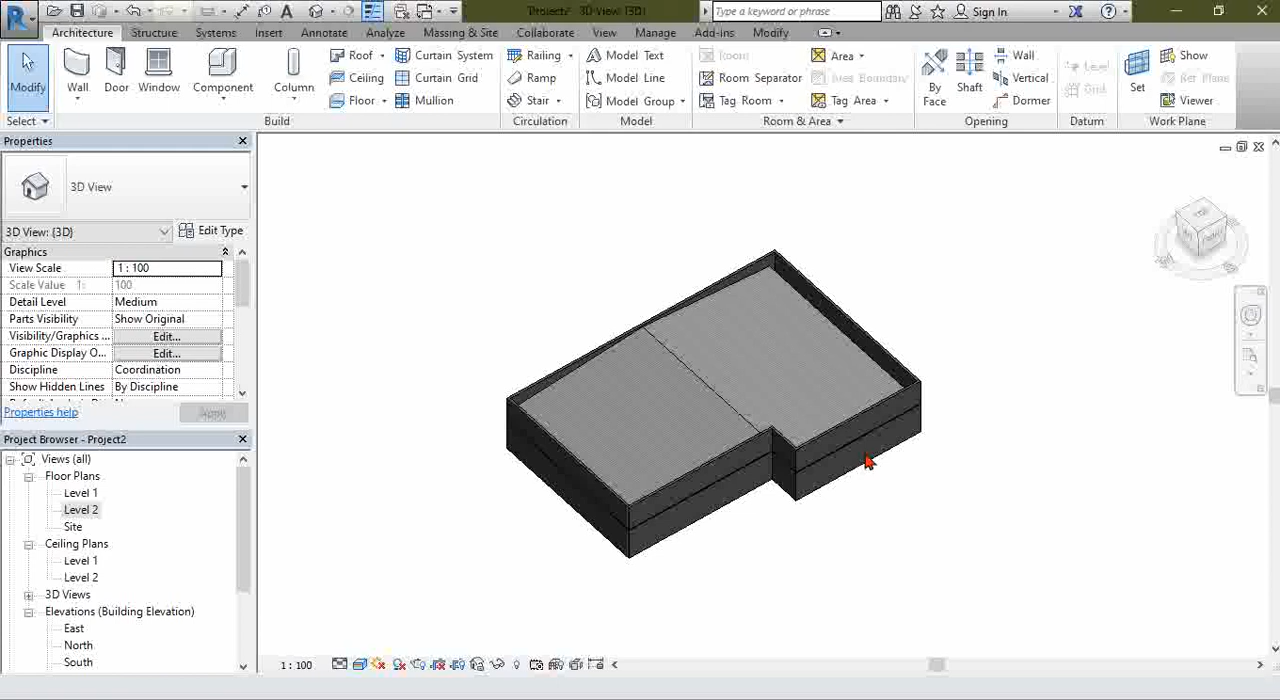 Project2 - 3D View: {3D}
Type a keyword or phrase
Sign In
Architecture Structure Systems Insert Annotate Analyze Massing & Site Collaborate View Manage Add-ins Modify
Modify
Wall
Door
Window
Component
Column
Roof
Ceiling
Floor
Curtain System
Curtain Grid
Mullion
Railing
Ramp
Stair
Model Text
Model Line
Model Group
Room
Room Separator
Tag Room
Area
Area Boundary
Tag Area
By Face
Shaft
Wall
Vertical
Dormer
Level
Grid
Set
Show
Ref Plane
Viewer
Select Build Circulation Model Room & Area Opening Datum Work Plane
Properties
3D View
3D View: {3D} Edit Type
Graphics
View Scale 1 : 100
Scale Value 1: 100
Detail Level Medium
Parts Visibility Show Original
Visibility/Graphics ... Edit...
Graphic Display O... Edit...
Discipline Coordination
Show Hidden Lines By Discipline
Properties help Apply
Project Browser - Project2
Views (all)
Floor Plans
Level 1
Level 2
Site
Ceiling Plans
Level 1
Level 2
3D Views
Elevations (Building Elevation)
East
North
South
1 : 100